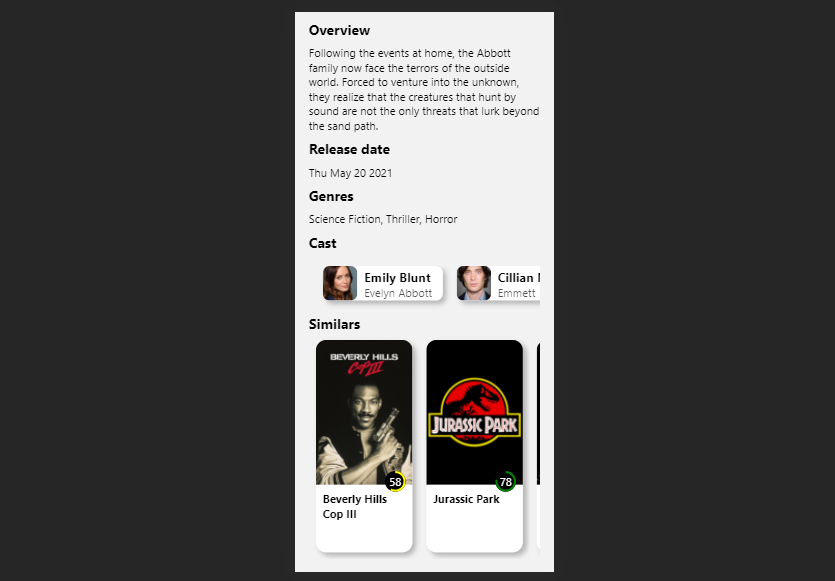 Overview
Following the events at home, the Abbott
family now face the terrors of the outside
world. Forced to venture into the unknown,
they realize that the creatures that hunt by
sound are not the only threats that lurk beyond
the sand path.
Release date
Thu May 20 2021
Genres
Science Fiction, Thriller, Horror
Cast
Emily Blunt
Evelyn Abbott
Cillian
Emmett
Similars
BEVERLY HILLS
COP III
58
Beverly Hills
Cop III
JURASSIC PARK
78
Jurassic Park